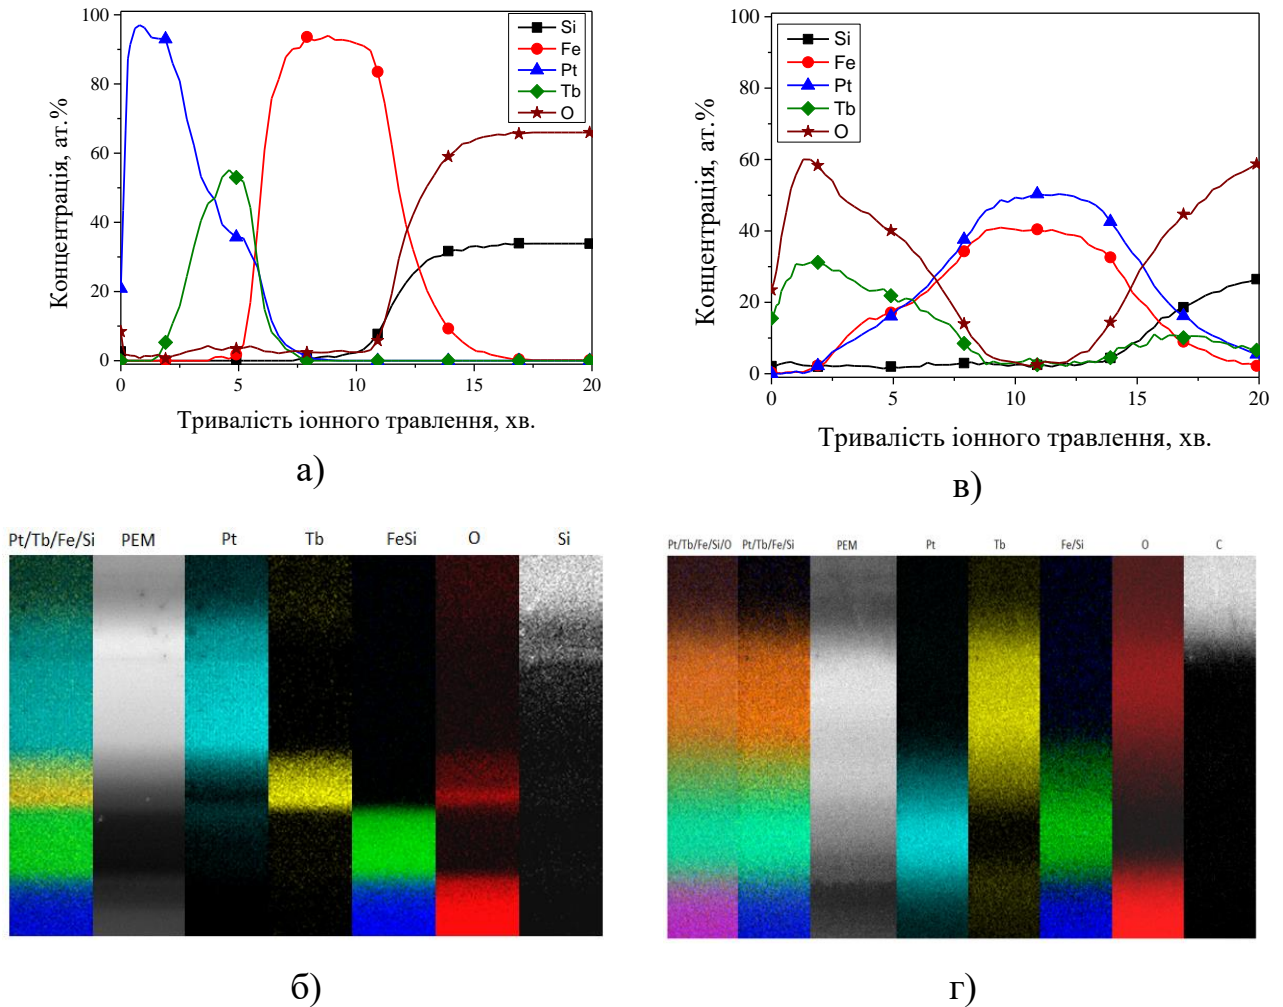 100
80
60
40
20
0
Концентрація, ат.%
0 5 10 15 20
Тривалість іонного травлення, хв.
Si
Fe
Pt
Tb
O
а)
100
80
60
40
20
0
Концентрація, ат.%
0 5 10 15 20
Тривалість іонного травлення, хв.
Si
Fe
Pt
Tb
O
в)
Pt/Tb/Fe/Si PEM Pt Tb FeSi O Si
б)
Pt/Tb/Fe/Si/O Pt/Tb/Fe/Si PEM Pt Tb Fe/Si O C
г)